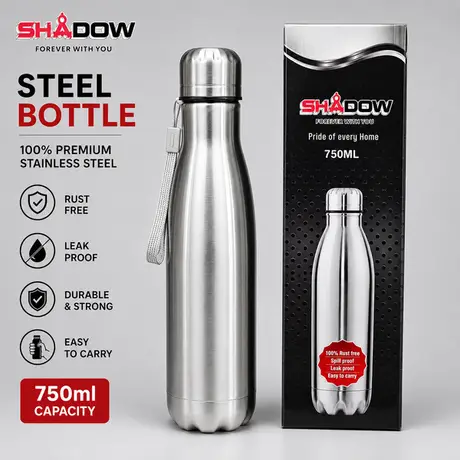 SHADOW
FOREVER WITH YOU
STEEL
BOTTLE
100% PREMIUM
STAINLESS STEEL
RUST
FREE
LEAK
PROOF
DURABLE
& STRONG
EASY
TO CARRY
750ml
CAPACITY
SHADOW
FOREVER WITH YOU
Pride of every Home
750ML
100% Rust free
Spill proof
Leak proof
Easy to carry